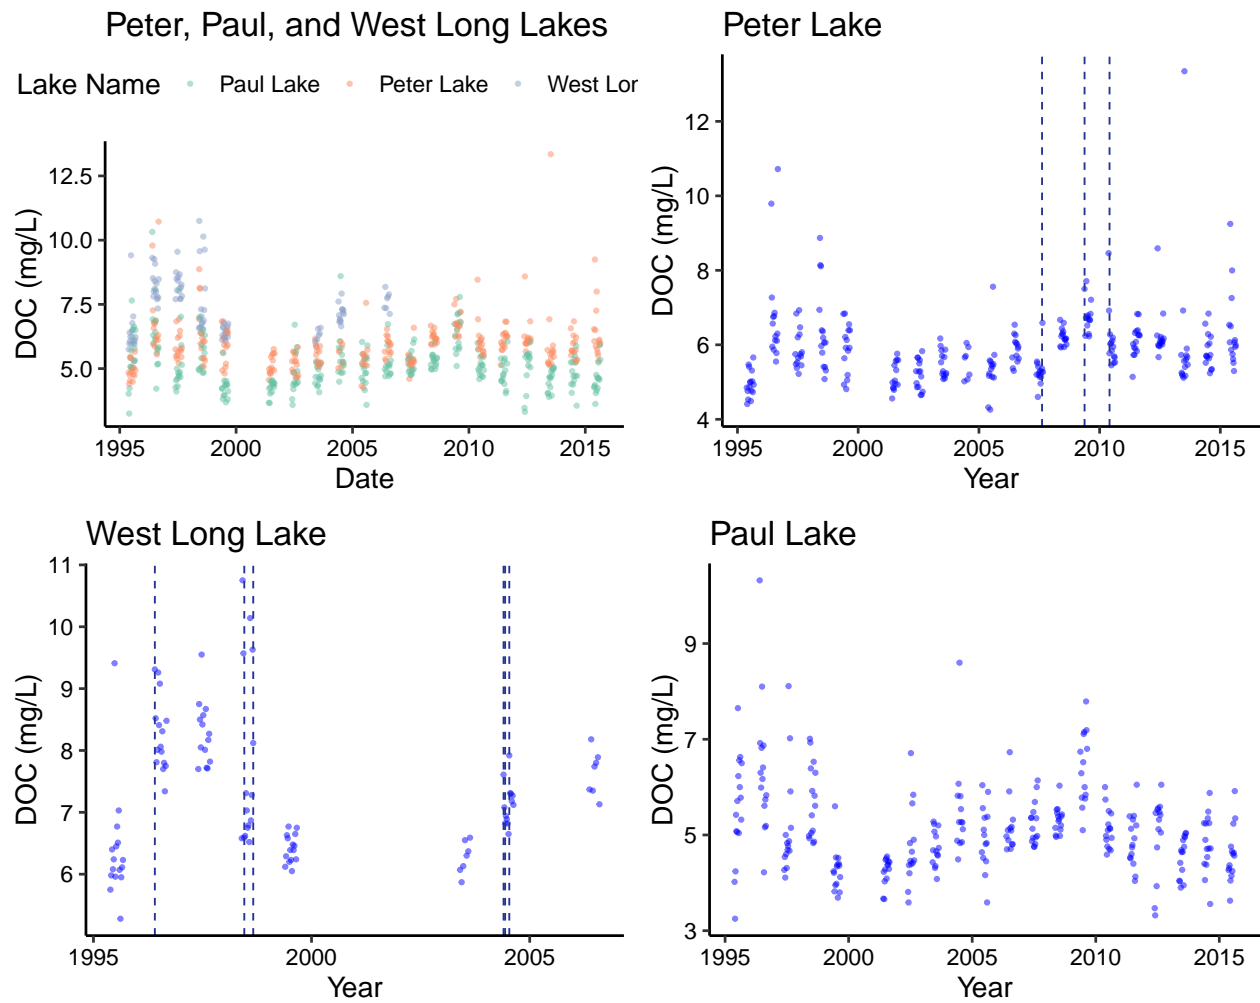 Peter, Paul, and West Long Lakes
Lake Name Paul Lake Peter Lake West Lor
DOC (mg/L)
12.5
10.0
7.5
5.0
1995 2000 2005 2010 2015
Date
Peter Lake
DOC (mg/L)
12
10
8
6
4
1995 2000 2005 2010 2015
Year
West Long Lake
DOC (mg/L)
11
10
9
8
7
6
1995 2000 2005
Year
Paul Lake
DOC (mg/L)
9
7
5
3
1995 2000 2005 2010 2015
Year